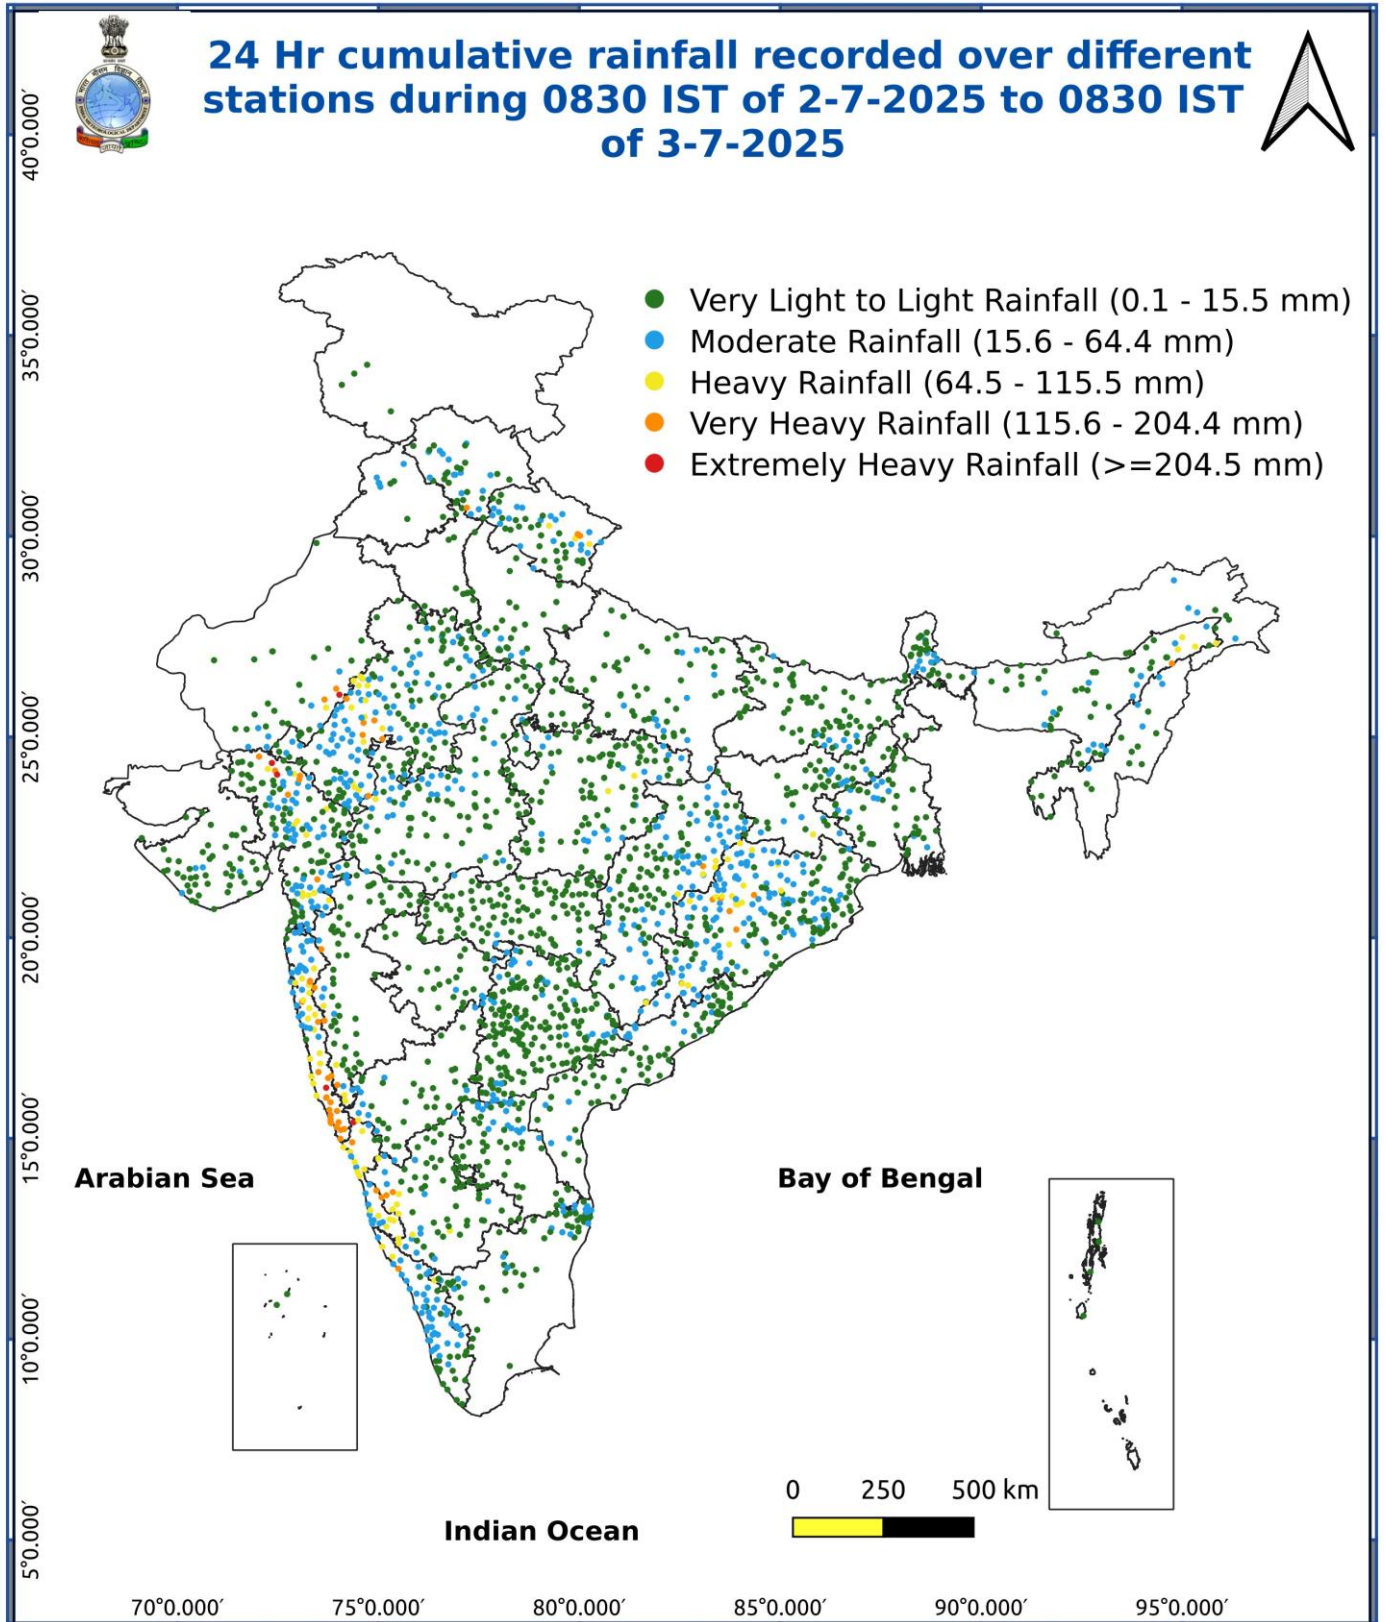 24 Hr cumulative rainfall recorded over different
stations during 0830 IST of 2-7-2025 to 0830 IST
of 3-7-2025
Very Light to Light Rainfall (0.1 - 15.5 mm)
Moderate Rainfall (15.6 - 64.4 mm)
Heavy Rainfall (64.5 - 115.5 mm)
Very Heavy Rainfall (115.6 - 204.4 mm)
Extremely Heavy Rainfall (>=204.5 mm)
40°0.000′
35°0.000′
30°0.000′
25°0.000′
20°0.000′
15°0.000′
10°0.000′
5°0.000′
Arabian Sea
Bay of Bengal
0 250 500 km
Indian Ocean
70°0.000′ 75°0.000′ 80°0.000′ 85°0.000′ 90°0.000′ 95°0.000′